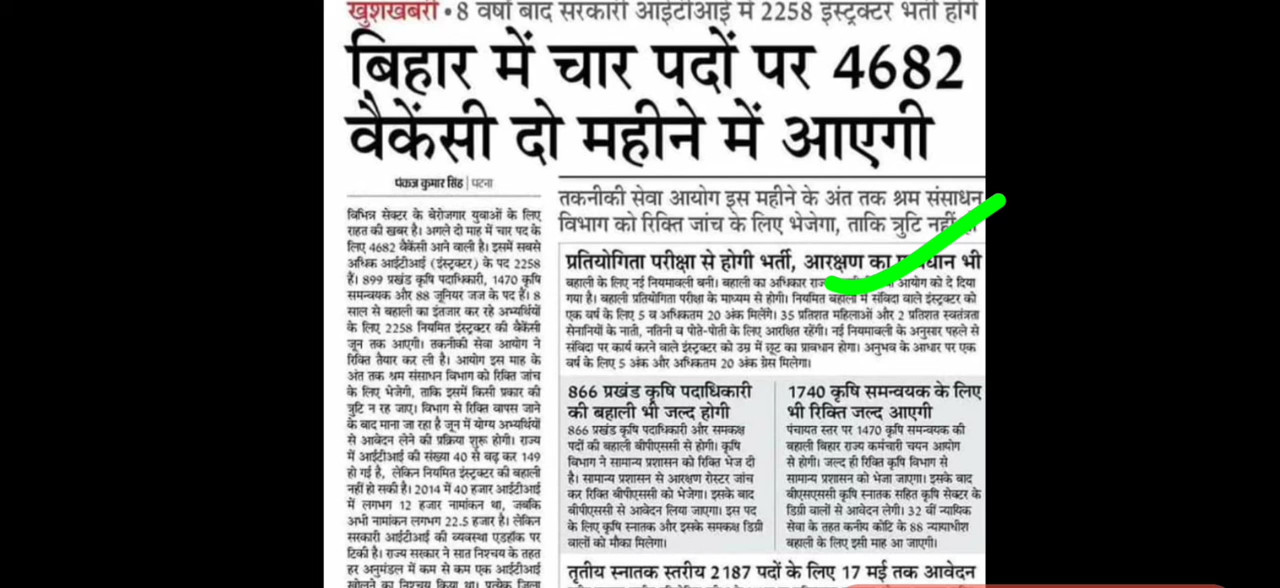 खुशखबरी • 8 वर्षों बाद सरकारी आईटीआई में 2258 इंस्ट्रक्टर भर्ती होंगे
बिहार में चार पदों पर 4682
वैकेंसी दो महीने में आएगी
पंकज कुमार सिंह | पटना
विभिन्न सेक्टर के बेरोजगार युवाओं के लिए
राहत की खबर है। अगले दो माह में चार पद के
लिए 4682 वैकेंसी आने वाली है। इसमें सबसे
अधिक आईटीआई (इंस्ट्रक्टर) के पद 2258
हैं। 899 प्रखंड कृषि पदाधिकारी, 1470 कृषि
समन्वयक और 88 जूनियर जज के पद हैं। 8
साल से बहाली का इंतजार कर रहे अभ्यर्थियों
के लिए 2258 नियमित इंस्ट्रक्टर की वैकेंसी
जून तक आएगी। तकनीकी सेवा आयोग ने
रिक्ति तैयार कर ली है। आयोग इस माह के
अंत तक श्रम संसाधन विभाग को रिक्ति जांच
के लिए भेजेगी, ताकि इसमें किसी प्रकार की
त्रुटि न रह जाए। विभाग से रिक्ति वापस जाने
के बाद माना जा रहा है जून में योग्य अभ्यर्थियों
से आवेदन लेने की प्रक्रिया शुरू होगी। राज्य
में आईटीआई की संख्या 40 से बढ़ कर 149
हो गई है, लेकिन नियमित इंस्ट्रक्टर की बहाली
नहीं हो सकी है। 2014 में 40 हजार आईटीआई
में लगभग 12 हजार नामांकन था, जबकि
अभी नामांकन लगभग 22.5 हजार है। लेकिन
सरकारी आईटीआई की व्यवस्था एडहॉक पर
टिकी है। राज्य सरकार ने सात निश्चय के तहत
हर अनुमंडल में कम से कम एक आईटीआई
खोलने का निश्चय किया था। प्रत्येक जिला
तकनीकी सेवा आयोग इस महीने के अंत तक श्रम संसाधन
विभाग को रिक्ति जांच के लिए भेजेगा, ताकि त्रुटि नहीं
प्रतियोगिता परीक्षा से होगी भर्ती, आरक्षण का प्रावधान भी
बहाली के लिए नई नियमावली बनी। बहाली का अधिकार आयोग को दे दिया
गया है। बहाली प्रतियोगिता परीक्षा के माध्यम से होगी। नियमित बहाली में संविदा वाले इंस्ट्रक्टर को
एक वर्ष के लिए 5 व अधिकतम 20 अंक मिलेंगे। 35 प्रतिशत महिलाओं और 2 प्रतिशत स्वतंत्रता
सेनानियों के नाती, नतिनी व पोते-पोती के लिए आरक्षित रहेंगी। नई नियमावली के अनुसार पहले से
संविदा पर कार्य करने वाले इंस्ट्रक्टर को उम्र में छूट का प्रावधान होगा। अनुभव के आधार पर एक
वर्ष के लिए 5 अंक और अधिकतम 20 अंक ग्रेस मिलेगा।
866 प्रखंड कृषि पदाधिकारी
की बहाली भी जल्द होगी
866 प्रखंड कृषि पदाधिकारी और समकक्ष
पदों की बहाली बीपीएससी से होगी। कृषि
विभाग ने सामान्य प्रशासन को रिक्ति भेज दी
है। सामान्य प्रशासन से आरक्षण रोस्टर जांच
कर रिक्ति बीपीएससी को भेजेगा। इसके बाद
बीपीएससी से आवेदन लिया जाएगा। इस पद
के लिए कृषि स्नातक और इसके समकक्ष डिग्री
वालों को मौका मिलेगा।
1740 कृषि समन्वयक के लिए
भी रिक्ति जल्द आएगी
पंचायत स्तर पर 1470 कृषि समन्वयक की
बहाली बिहार राज्य कर्मचारी चयन आयोग
से होगी। जल्द ही रिक्ति कृषि विभाग से
सामान्य प्रशासन को भेजा जाएगा। इसके बाद
बीएसएससी कृषि स्नातक सहित कृषि सेक्टर के
डिग्री वालों से आवेदन लेगी। 32 वीं न्यायिक
सेवा के तहत कनीय कोटि के 88 न्यायाधीश
बहाली के लिए इसी माह आ जाएगी।
तृतीय स्नातक स्तरीय 2187 पदों के लिए 17 मई तक आवेदन